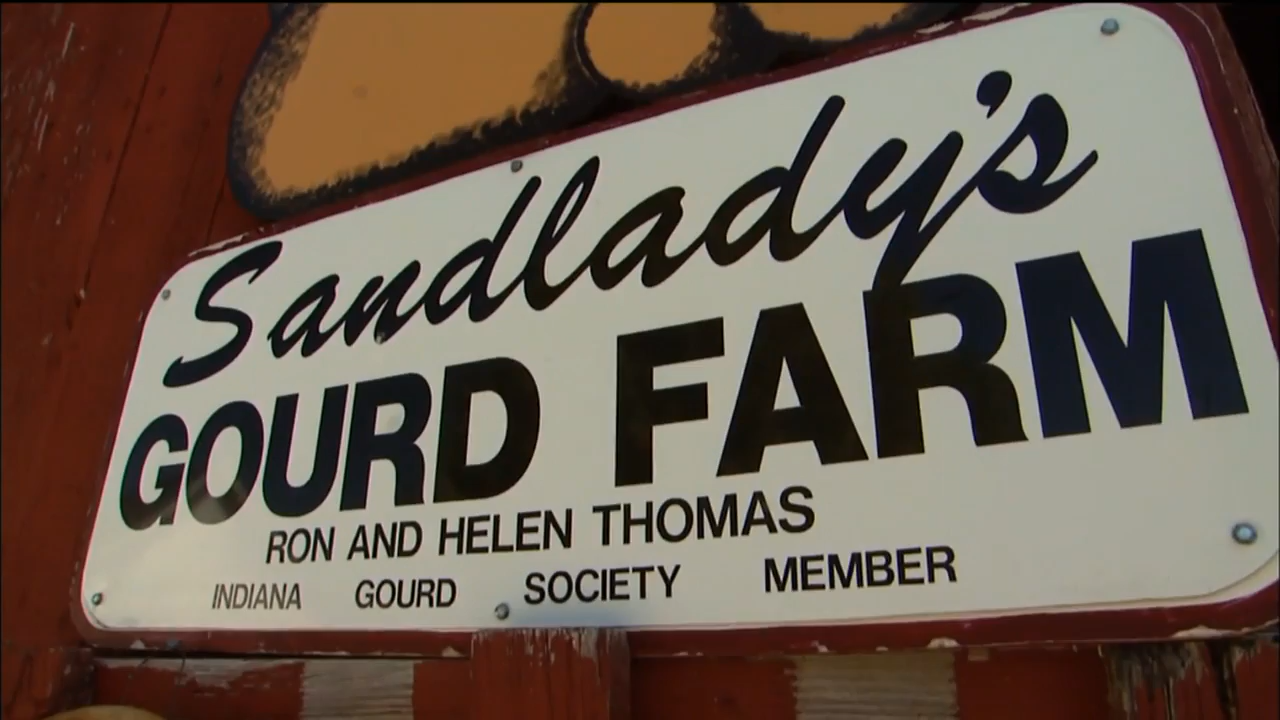 Sandlady's
GOURD FARM
RON AND HELEN THOMAS
INDIANA GOURD SOCIETY MEMBER